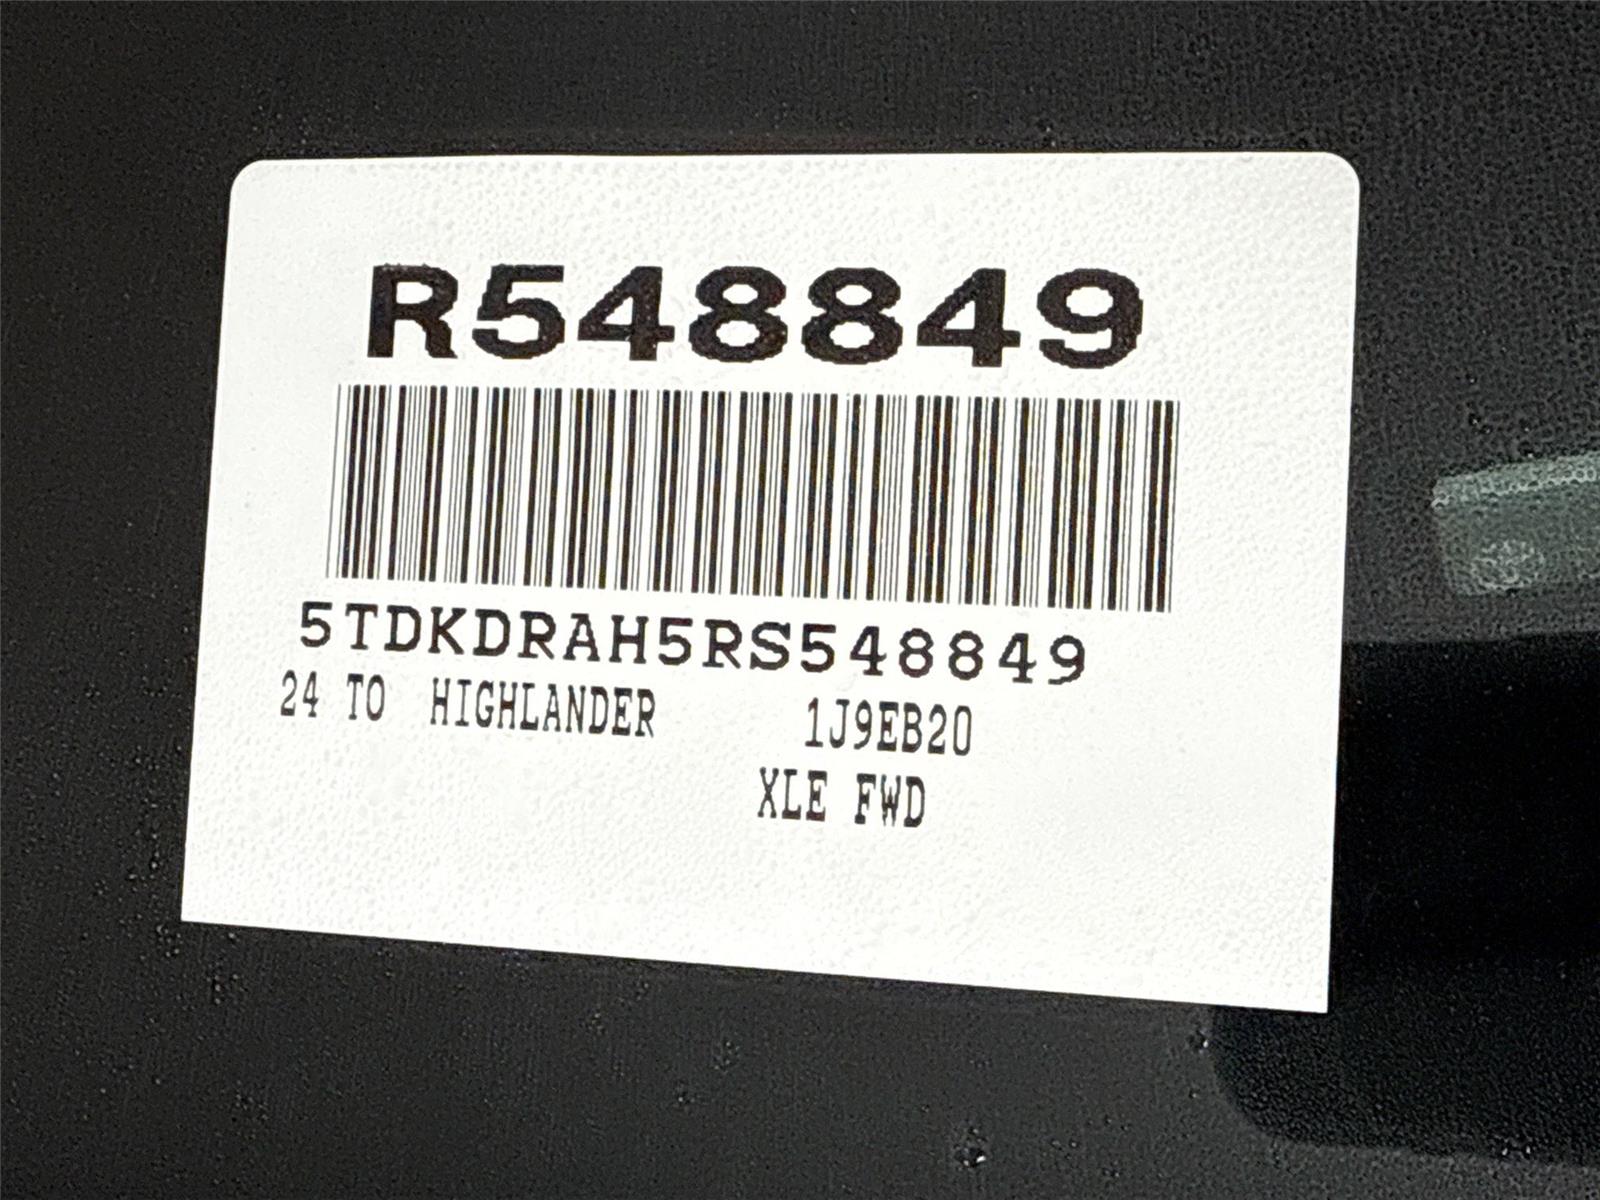 R548849
5TDKDRAH5RS548849
24 TO HIGHLANDER 1J9EB20
XLE FWD